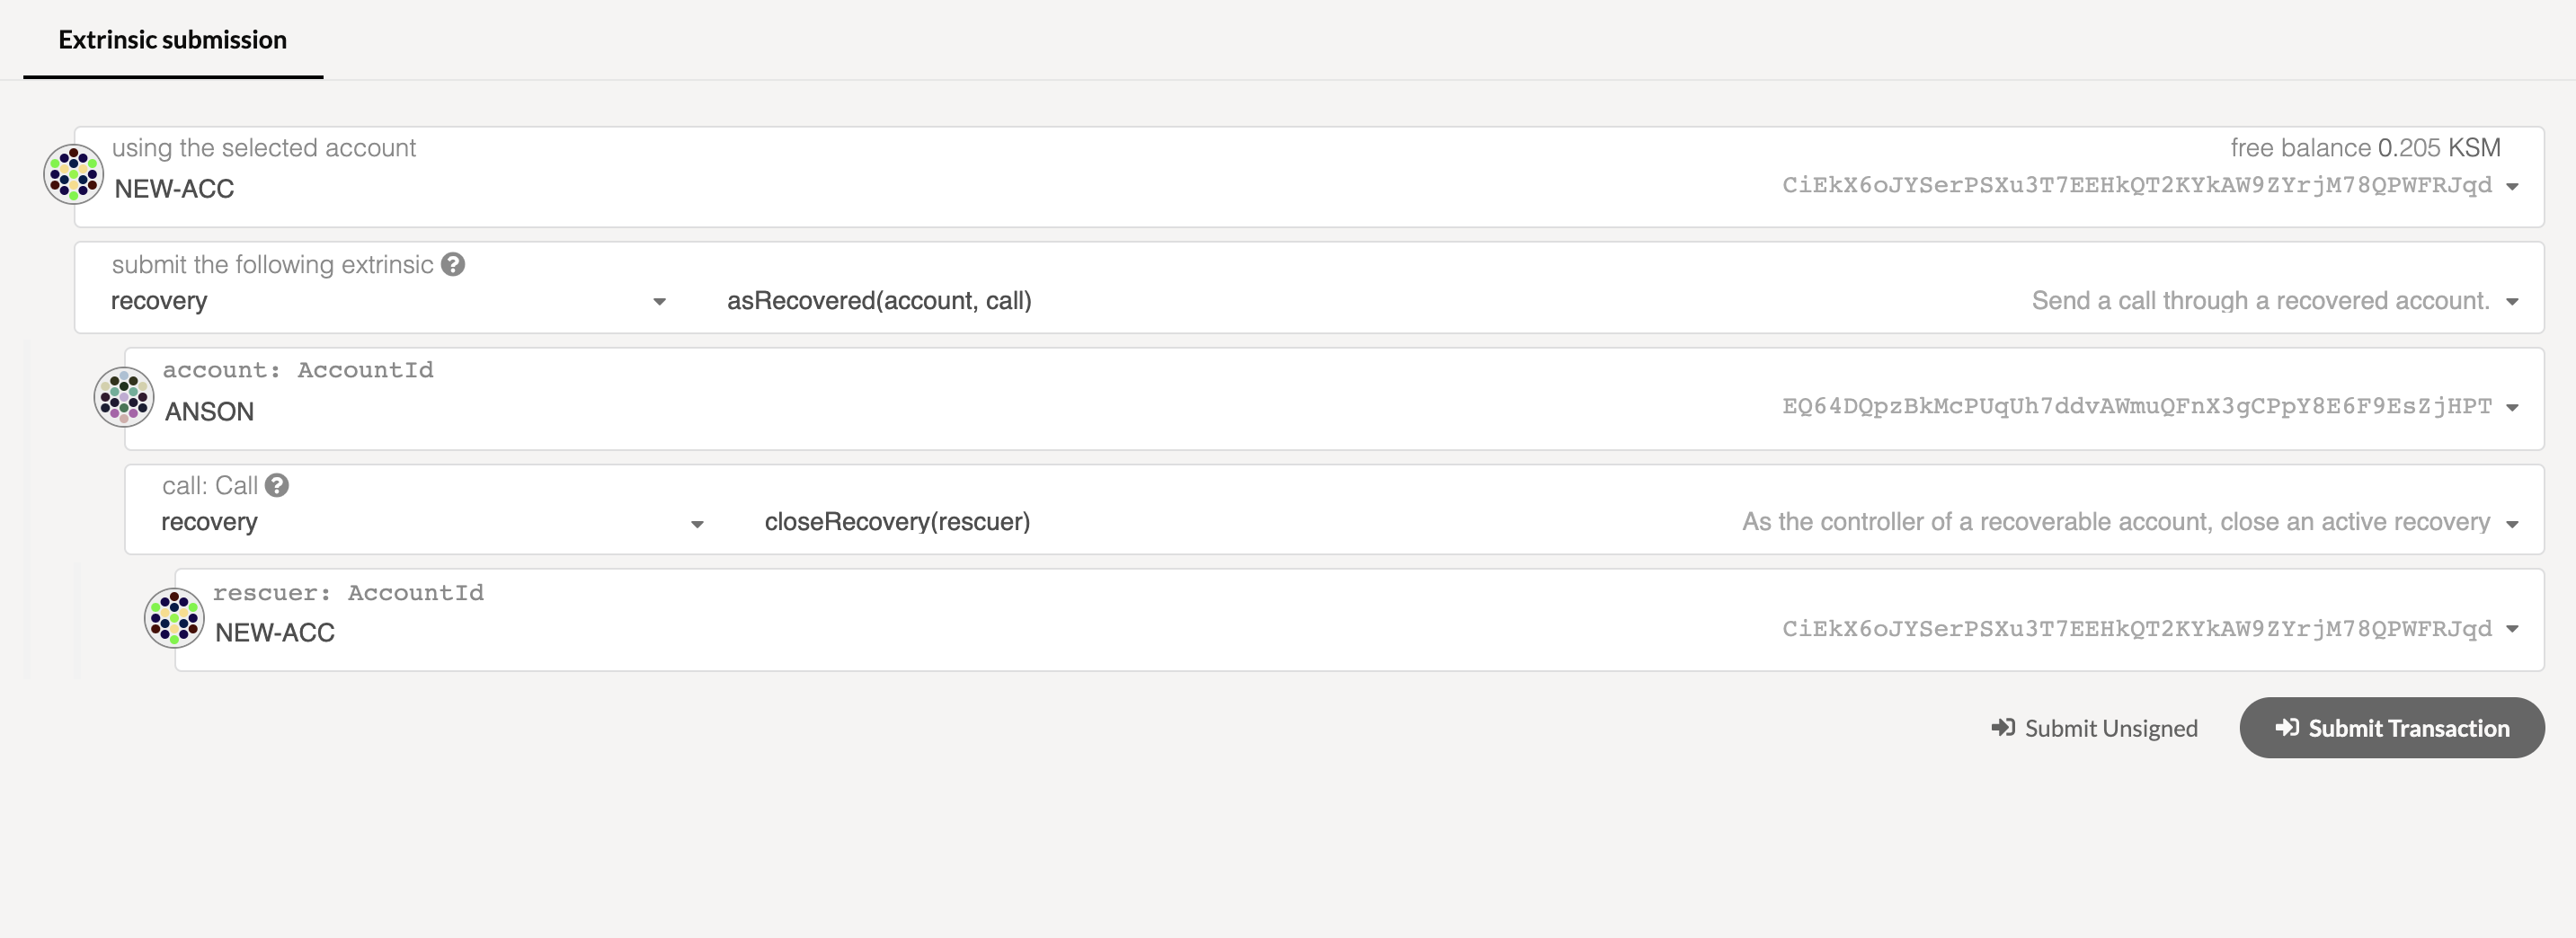 Extrinsic submission
using the selected account
free balance 0.205 KSM
NEW-ACC
CiEkX6oJYSerPSXu3T7EEHkQT2KYkAW9ZYrjM78QPWFRJqd
submit the following extrinsic ?
recovery
asRecovered(account, call)
Send a call through a recovered account.
account: AccountId
ANSON
EQ64DQpzBkMcPUqUh7ddvAWmuQFnX3gCPpY8E6F9EsZjHPT
call: Call ?
recovery
closeRecovery(rescuer)
As the controller of a recoverable account, close an active recovery
rescuer: AccountId
NEW-ACC
CiEkX6oJYSerPSXu3T7EEHkQT2KYkAW9ZYrjM78QPWFRJqd
Submit Unsigned
Submit Transaction